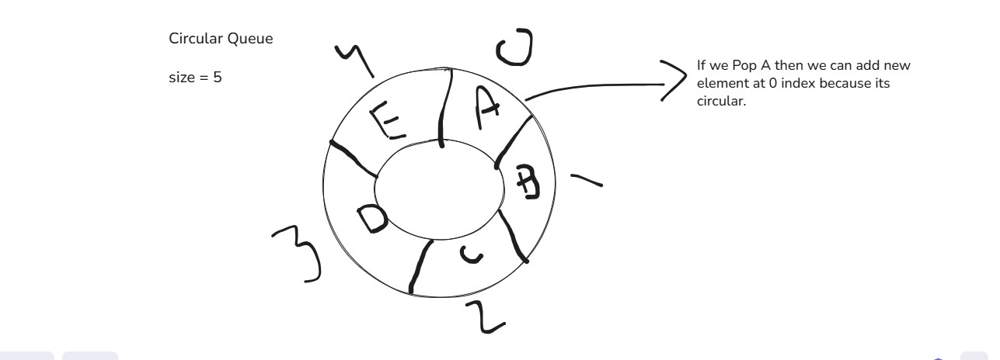 Circular Queue
size = 5
4
0
If we Pop A then we can add new
element at 0 index because its
circular.
E
A
B
1
D
3
C
2